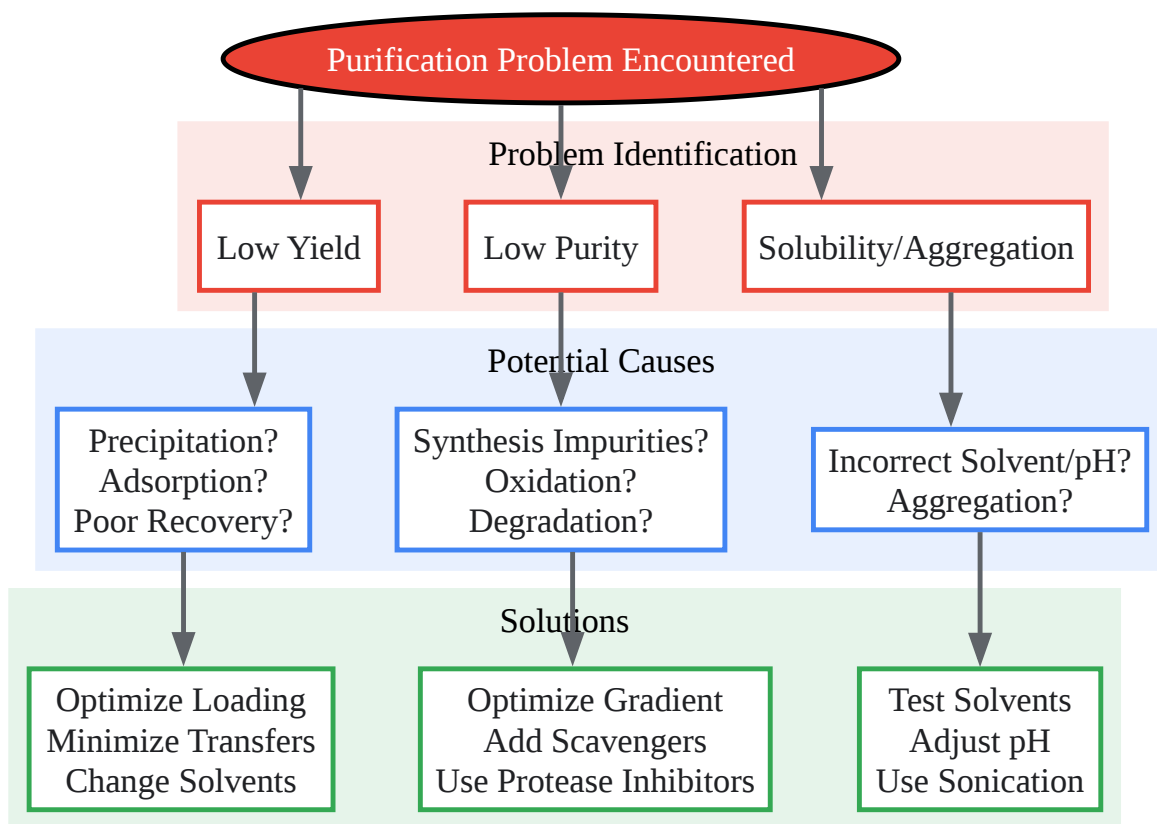 Purification Problem Encountered
Problem Identification
Low Yield
Low Purity
Solubility/Aggregation
Potential Causes
Precipitation?
Adsorption?
Poor Recovery?
Synthesis Impurities?
Oxidation?
Degradation?
Incorrect Solvent/pH?
Aggregation?
Solutions
Optimize Loading
Minimize Transfers
Change Solvents
Optimize Gradient
Add Scavengers
Use Protease Inhibitors
Test Solvents
Adjust pH
Use Sonication